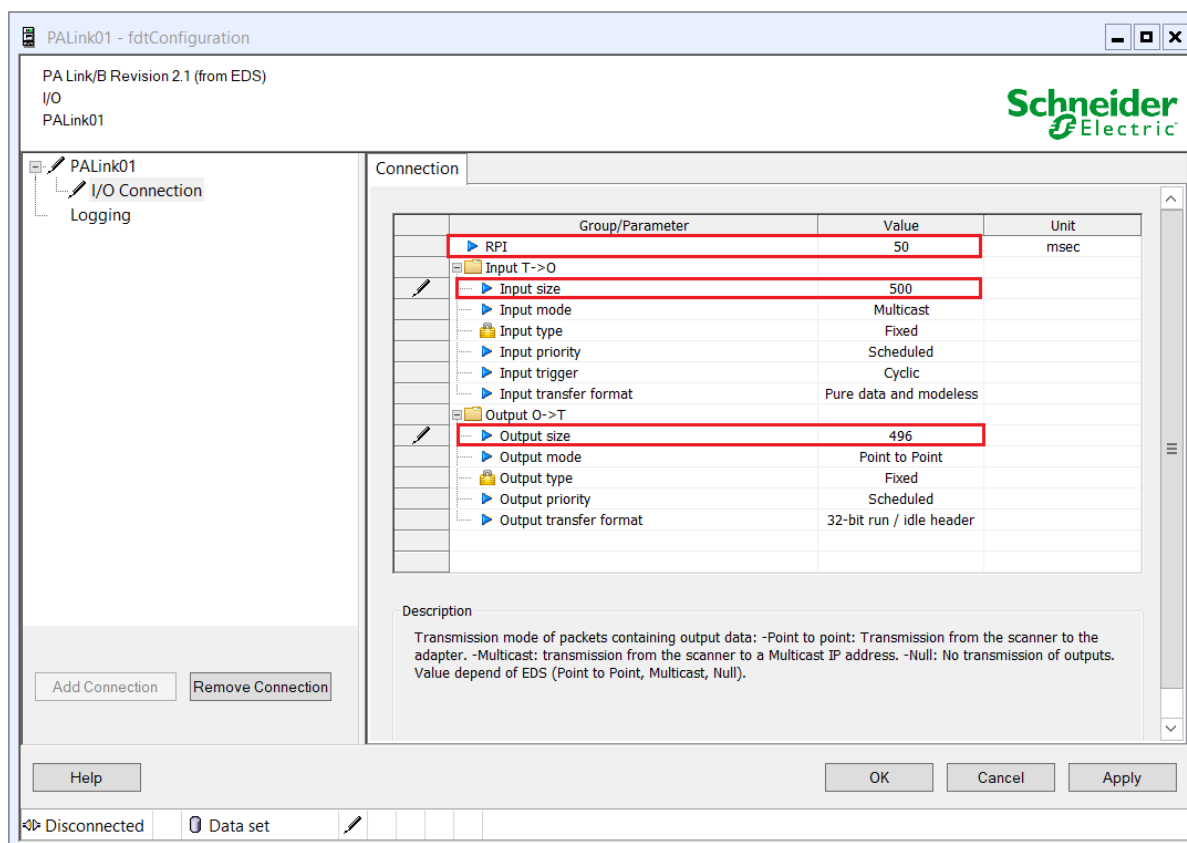 PALink01 - fdtConfiguration
PA Link/B Revision 2.1 (from EDS)
I/O
PALink01
Schneider
Electric
PALink01
I/O Connection
Logging
Connection
Group/Parameter Value Unit
RPI 50 msec
Input T->O
Input size 500
Input mode Multicast
Input type Fixed
Input priority Scheduled
Input trigger Cyclic
Input transfer format Pure data and modeless
Output O->T
Output size 496
Output mode Point to Point
Output type Fixed
Output priority Scheduled
Output transfer format 32-bit run / idle header
Description
Transmission mode of packets containing output data: -Point to point: Transmission from the scanner to the
adapter. -Multicast: transmission from the scanner to a Multicast IP address. -Null: No transmission of outputs.
Value depend of EDS (Point to Point, Multicast, Null).
Add Connection Remove Connection
Help OK Cancel Apply
Disconnected Data set